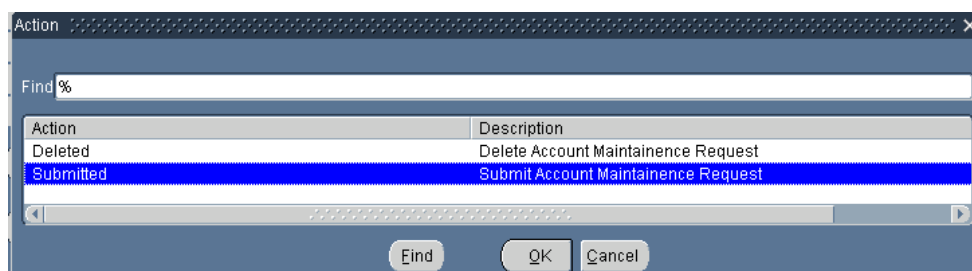 Action
Find %
Action Description
Deleted Delete Account Maintainence Request
Submitted Submit Account Maintainence Request
Find OK Cancel